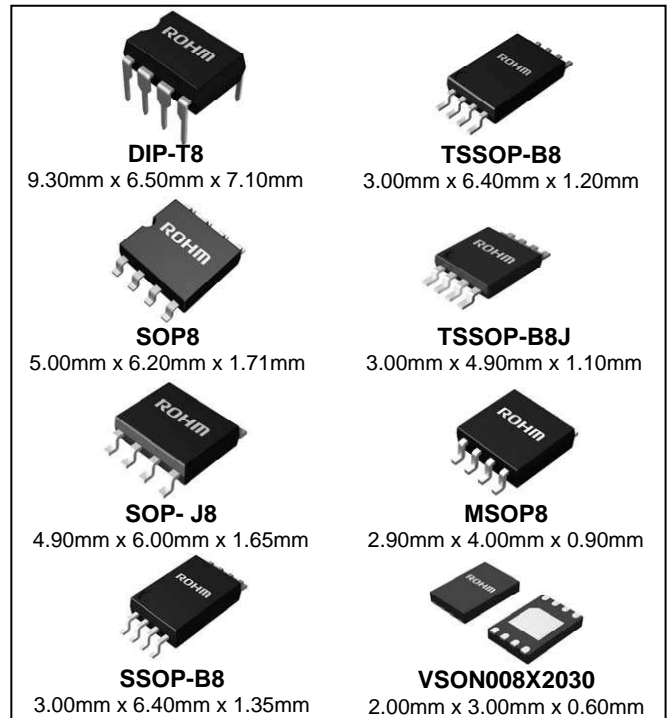 ROHM
DIP-T8
9.30mm x 6.50mm x 7.10mm
ROHM
TSSOP-B8
3.00mm x 6.40mm x 1.20mm
ROHM
SOP8
5.00mm x 6.20mm x 1.71mm
ROHM
TSSOP-B8J
3.00mm x 4.90mm x 1.10mm
ROHM
SOP- J8
4.90mm x 6.00mm x 1.65mm
ROHM
MSOP8
2.90mm x 4.00mm x 0.90mm
ROHM
SSOP-B8
3.00mm x 6.40mm x 1.35mm
ROHM
VSON008X2030
2.00mm x 3.00mm x 0.60mm